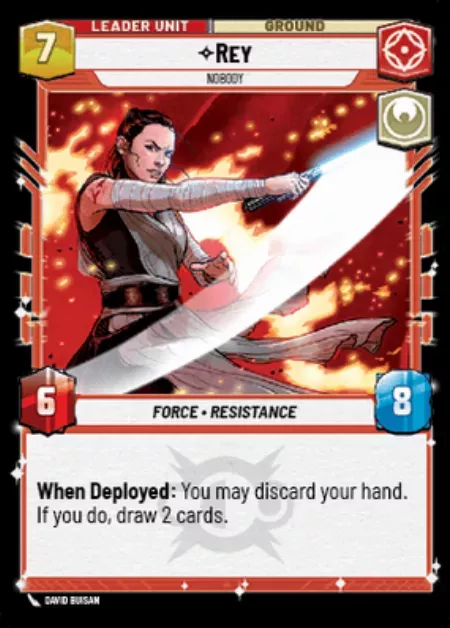 LEADER UNIT
GROUND
7
REY
NOBODY
6
FORCE • RESISTANCE
8
When Deployed: You may discard your hand.
If you do, draw 2 cards.
DAVID BUISAN